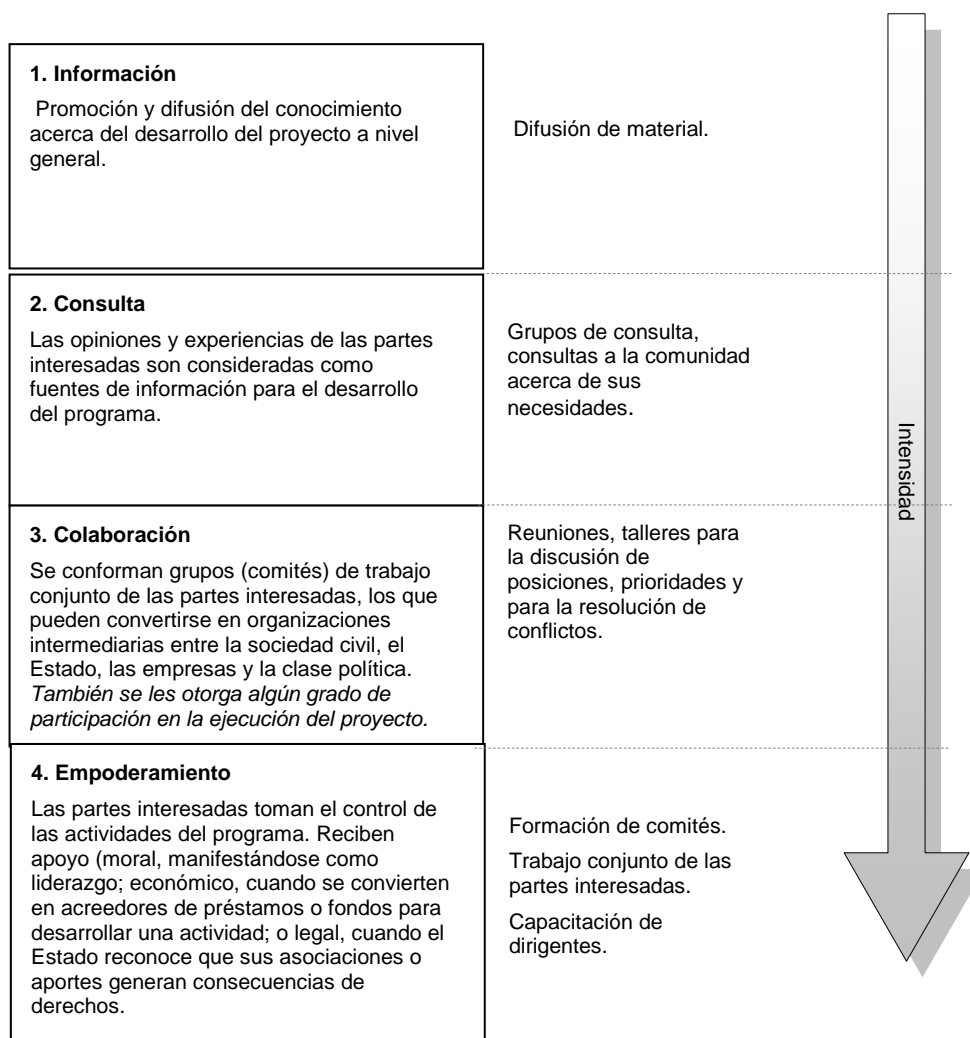 1. Información
Promoción y difusión del conocimiento
acerca del desarrollo del proyecto a nivel
general.
Difusión de material.
2. Consulta
Las opiniones y experiencias de las partes
interesadas son consideradas como
fuentes de información para el desarrollo
del programa.
Grupos de consulta,
consultas a la comunidad
acerca de sus
necesidades.
3. Colaboración
Se conforman grupos (comités) de trabajo
conjunto de las partes interesadas, los que
pueden convertirse en organizaciones
intermediarias entre la sociedad civil, el
Estado, las empresas y la clase política.
También se les otorga algún grado de
participación en la ejecución del proyecto.
Reuniones, talleres para
la discusión de
posiciones, prioridades y
para la resolución de
conflictos.
4. Empoderamiento
Las partes interesadas toman el control de
las actividades del programa. Reciben
apoyo (moral, manifestándose como
liderazgo; económico, cuando se convierten
en acreedores de préstamos o fondos para
desarrollar una actividad; o legal, cuando el
Estado reconoce que sus asociaciones o
aportes generan consecuencias de
derechos.
Formación de comités.
Trabajo conjunto de las
partes interesadas.
Capacitación de
dirigentes.
Intensidad